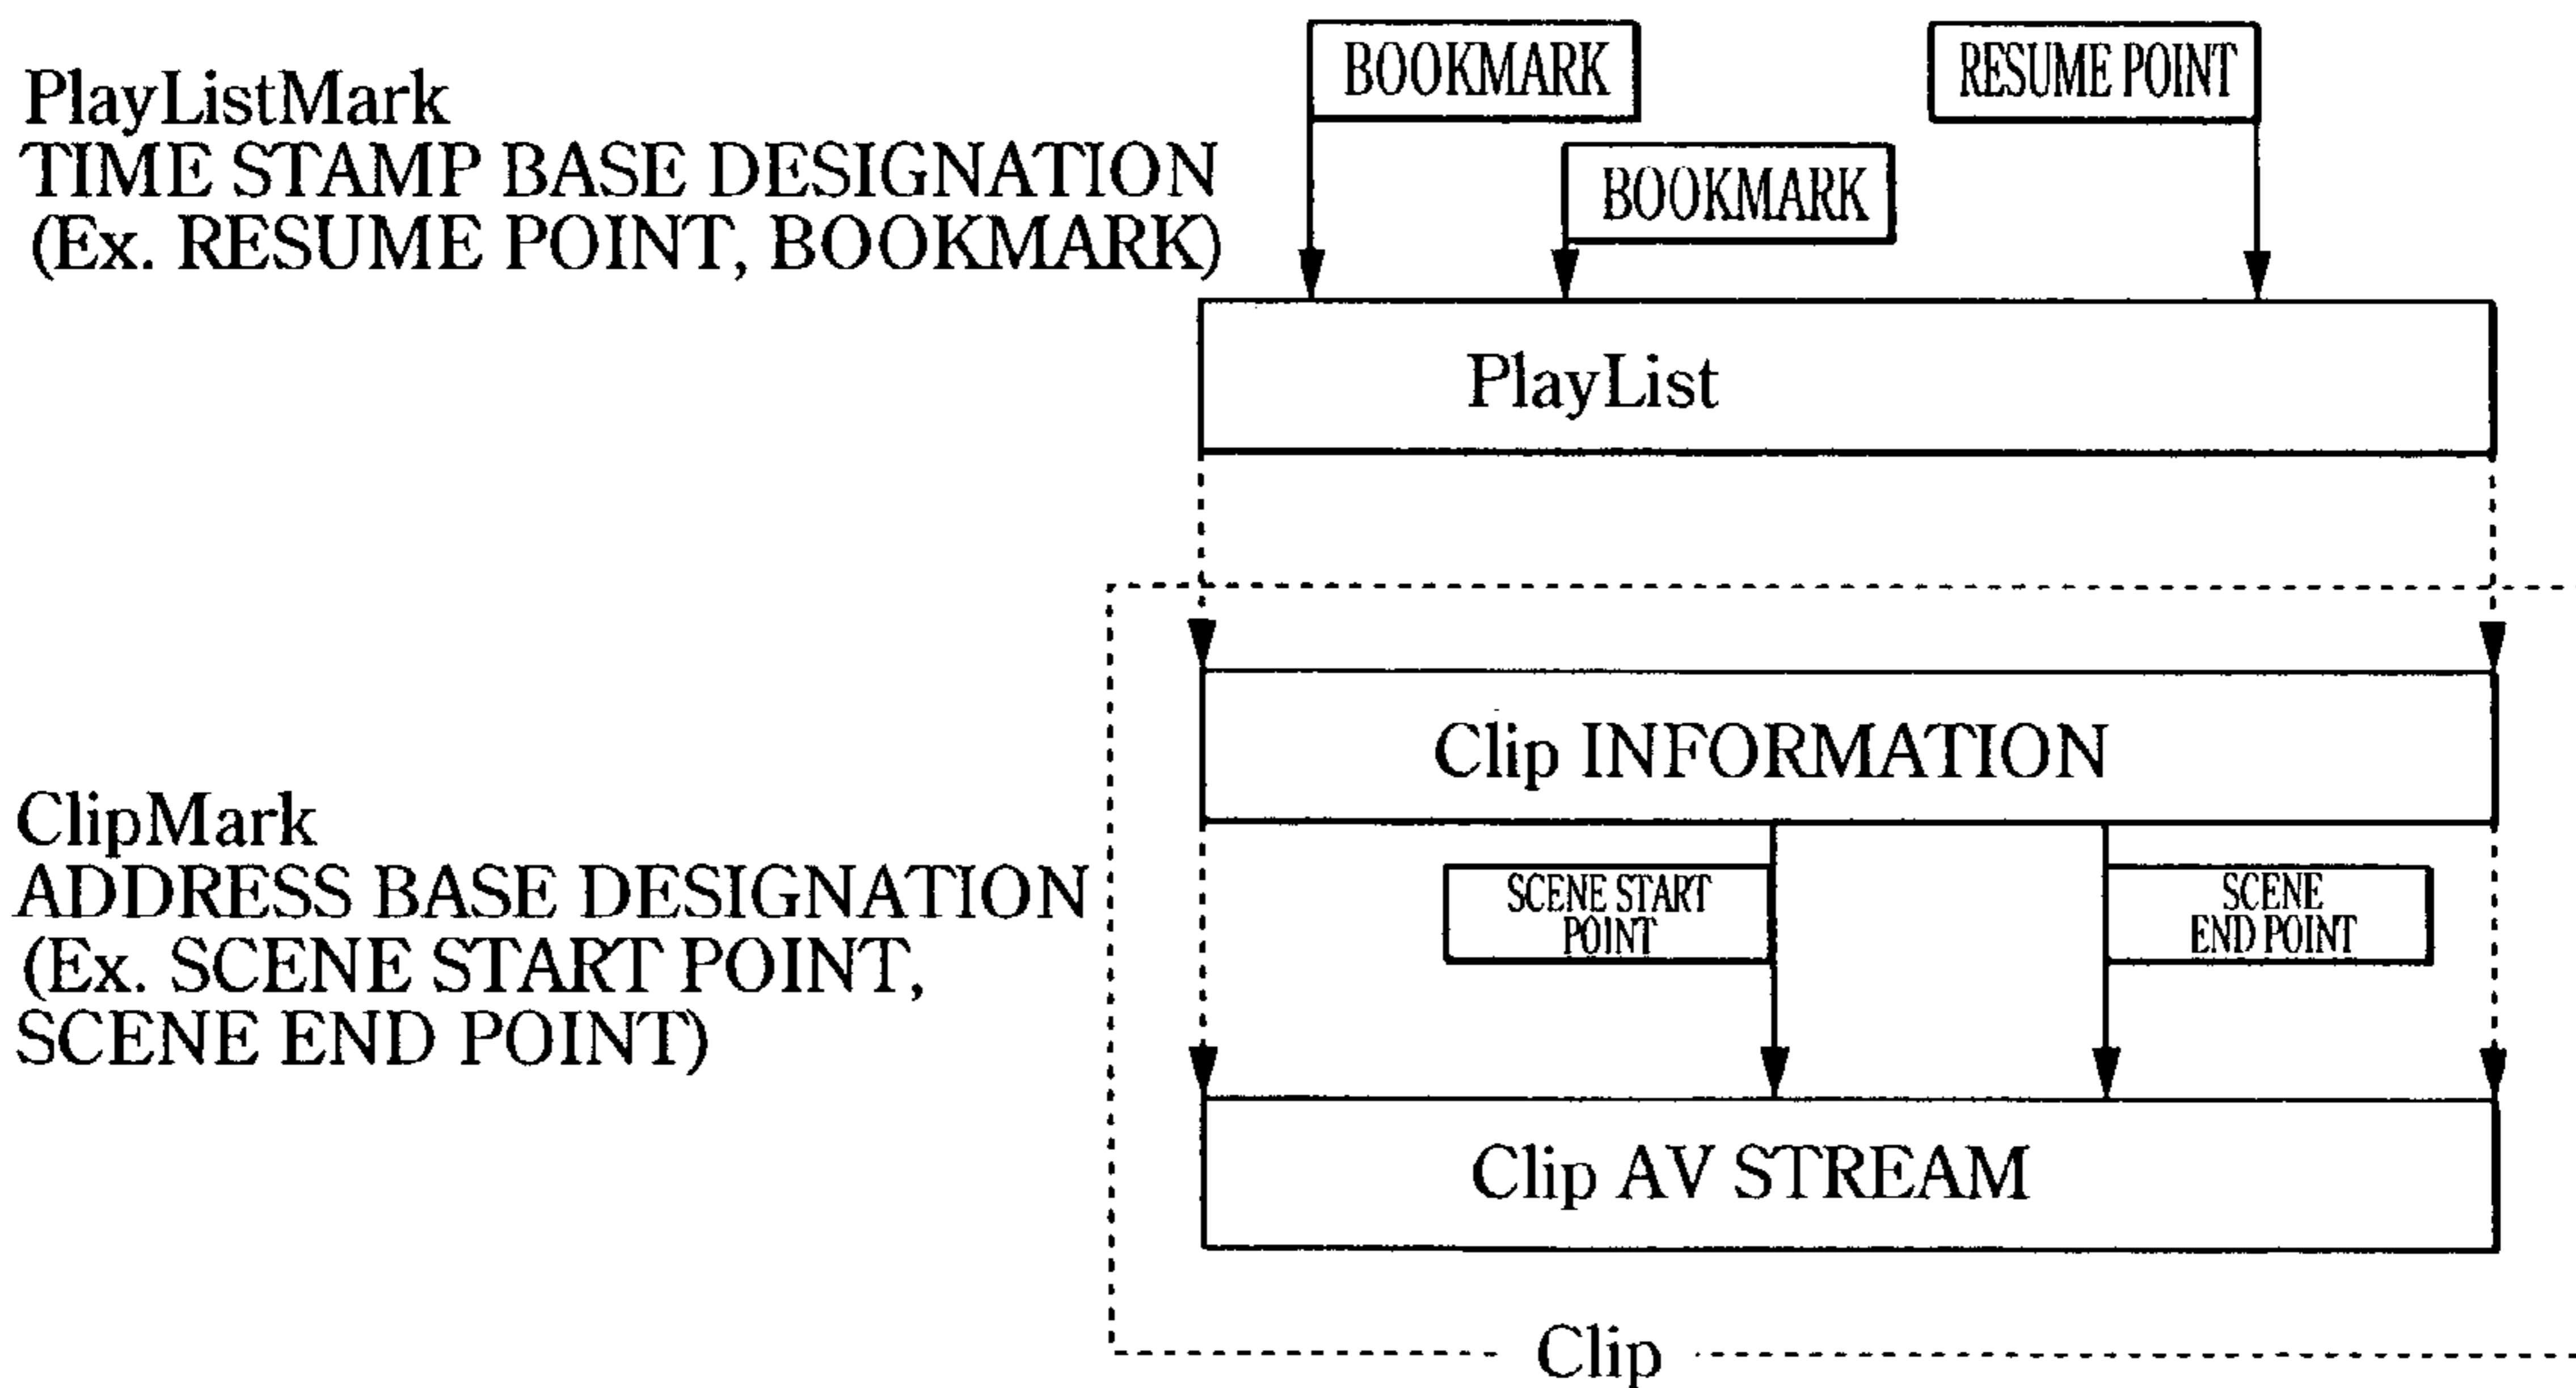 BOOKMARK
RESUME POINT
PlayListMark
TIME STAMP BASE DESIGNATION
(Ex. RESUME POINT, BOOKMARK)
BOOKMARK
PlayList
Clip INFORMATION
ClipMark
ADDRESS BASE DESIGNATION
(Ex. SCENE START POINT,
SCENE END POINT)
SCENE START
POINT
SCENE
END POINT
Clip AV STREAM
Clip